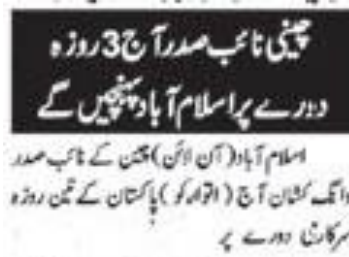 چینی نائب صدر آج 3 روزہ
دورے پر اسلام آباد پہنچیں گے
اسلام آباد (آن لائن) چین کے نائب صدر
وانگ کشان آج (اتوار کو) پاکستان کے تین روزہ
سرکاری دورے پر